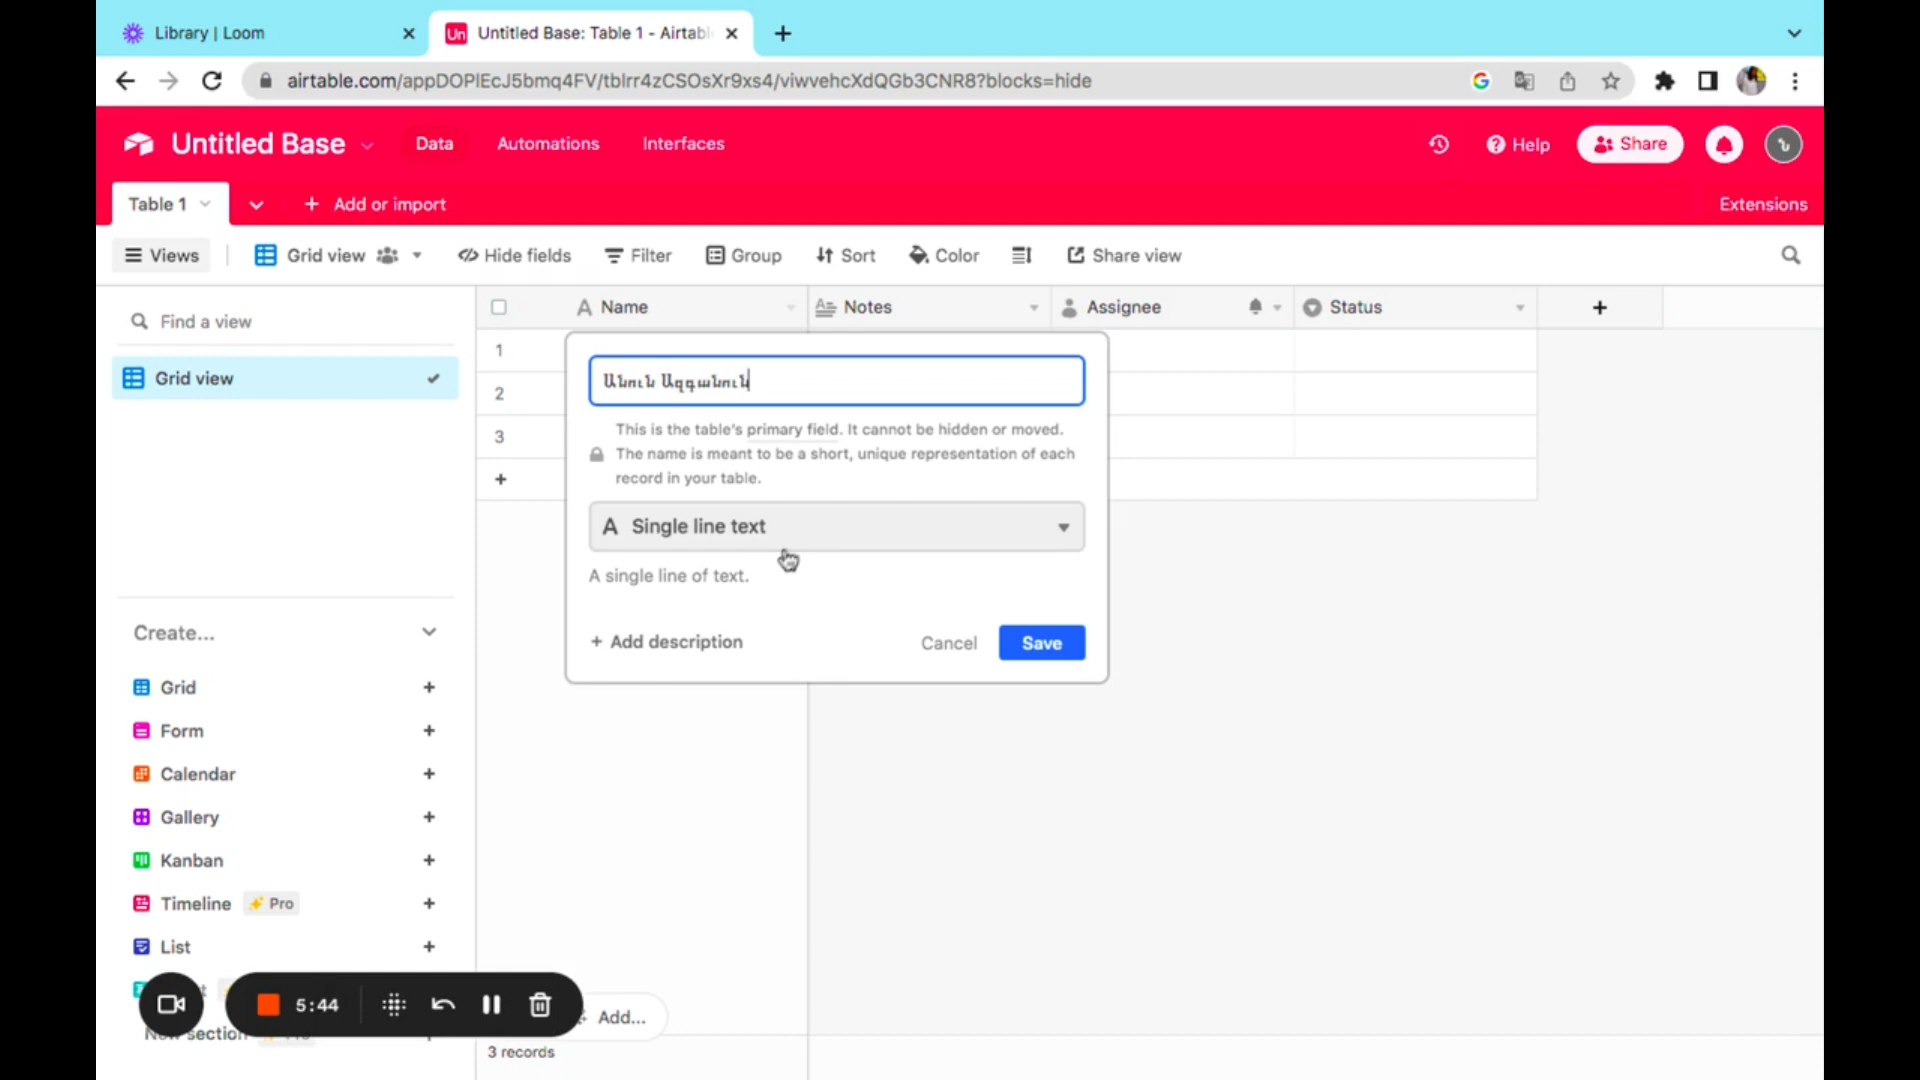 Library | Loom
Untitled Base: Table 1 - Airtabl
airtable.com/appDOPlEcJ5bmq4FV/tblrr4zCSOsXr9xs4/viwvehcXdQGb3CNR8?blocks=hide
Untitled Base
Data
Automations
Interfaces
Help
Share
Table 1
Add or import
Extensions
Views
Grid view
Hide fields
Filter
Group
Sort
Color
Share view
Find a view
Grid view
Name
Notes
Assignee
Status
1
2
3
Անուն Ազգանուն
This is the table's primary field. It cannot be hidden or moved.
The name is meant to be a short, unique representation of each
record in your table.
Single line text
A single line of text.
+ Add description
Cancel
Save
Create...
Grid
Form
Calendar
Gallery
Kanban
Timeline
Pro
List
5:44
section
Add...
3 records